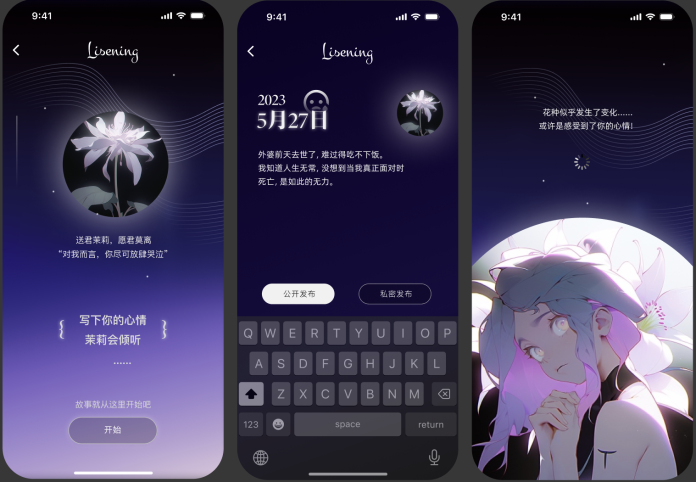 9:41
Lisening
送君茉莉，愿君莫离
“对我而言，你尽可放肆哭泣”
写下你的心情
茉莉会倾听
......
故事就从这里开始吧
开始
9:41
Lisening
2023
5月27日
外婆前天去世了, 难过得吃不下饭。
我知道人生无常, 没想到当我真正面对时
死亡, 是如此的无力。
公开发布
私密发布
Q W E R T Y U I O P
A S D F G H J K L
Z X C V B N M
123 space return
9:41
花种似乎发生了变化......
或许是感受到了你的心情!